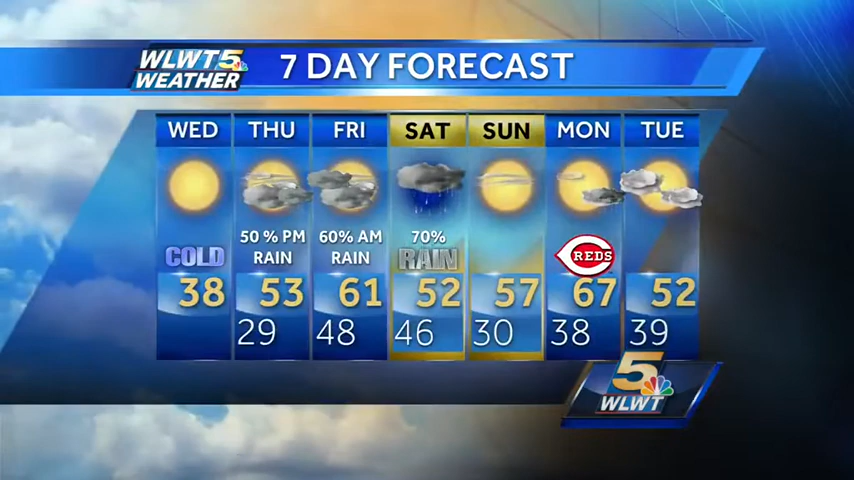 WLWT5
WEATHER
7 DAY FORECAST
WED THU FRI SAT SUN MON TUE
50 % PM 60% AM 70%
COLD RAIN RAIN RAIN REDS
38 53 61 52 57 67 52
29 48 46 30 38 39
5
WLWT